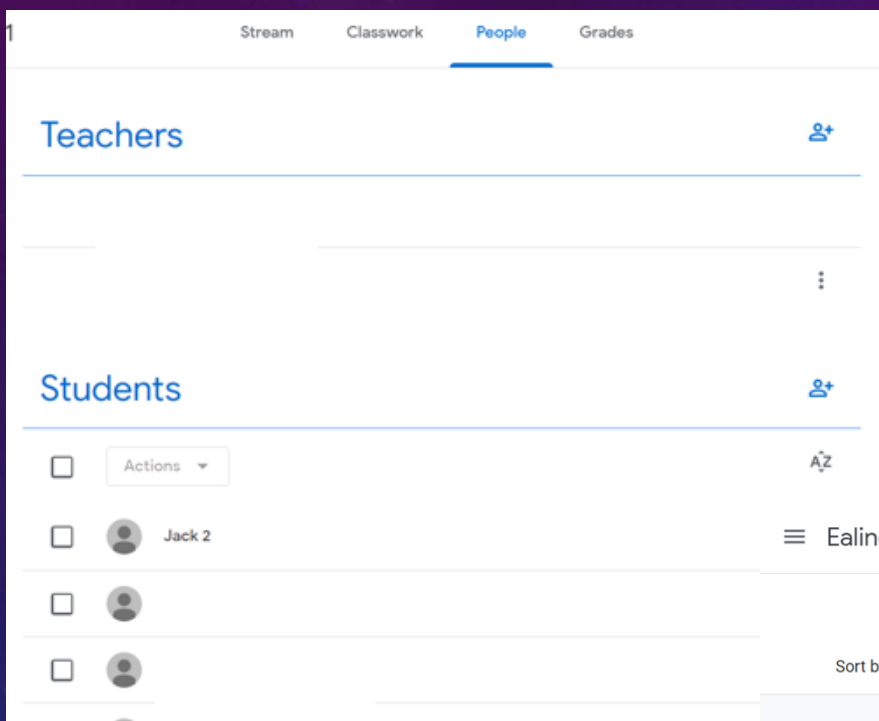 1 Stream Classwork People Grades
Teachers
Students
Actions
AZ
Jack 2
Ealin
Sort b